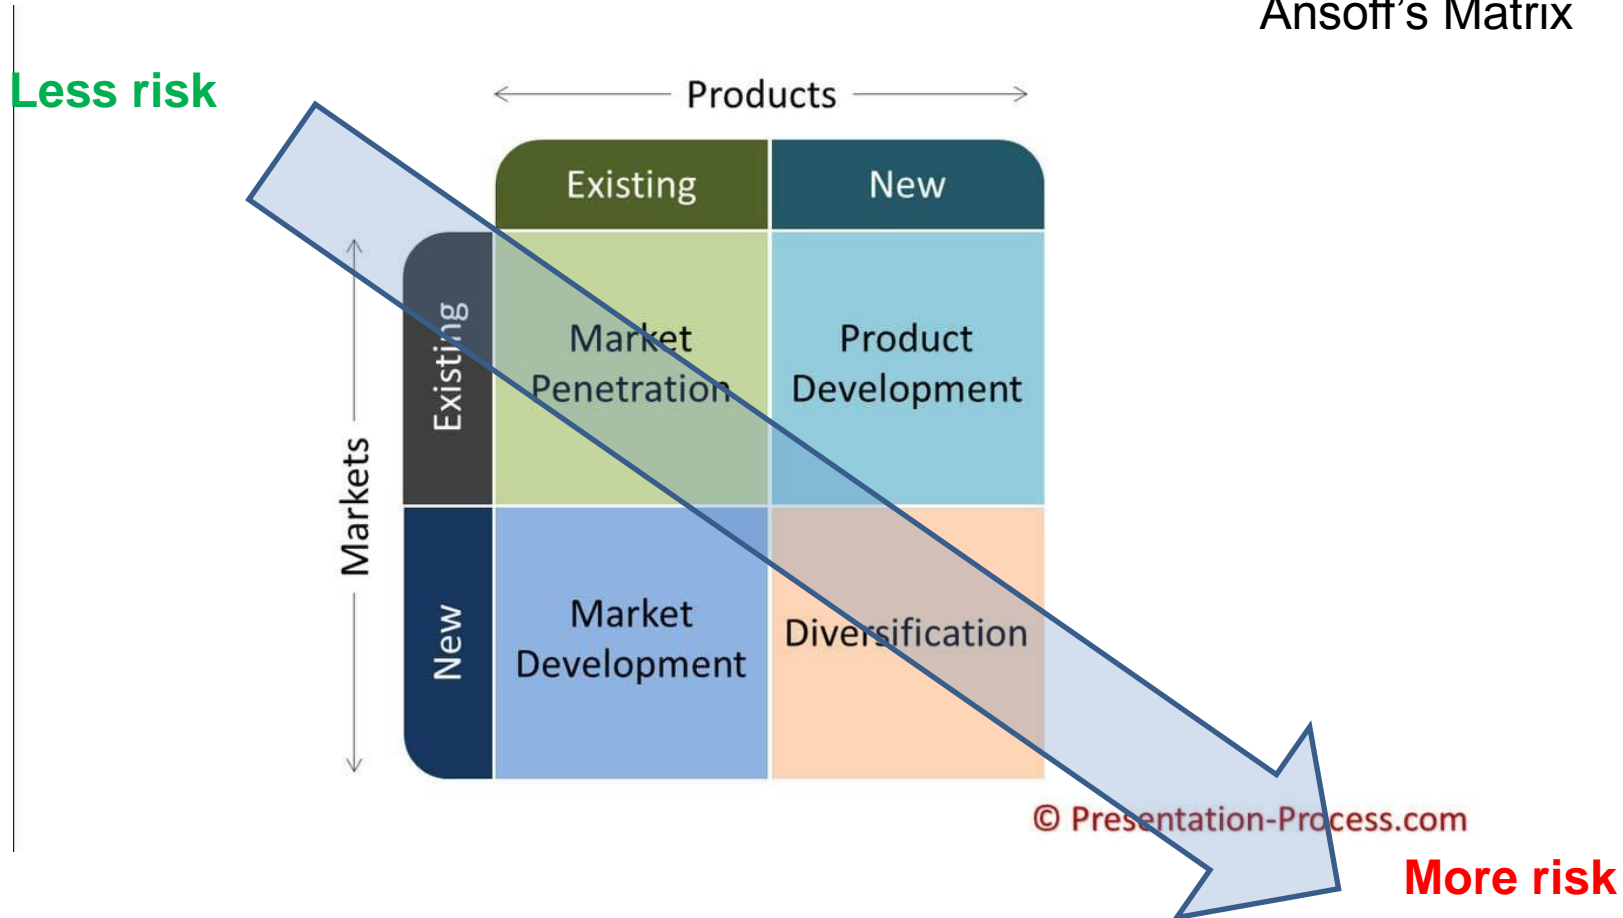 Ansoff's Matrix
Less risk
Products
Existing
New
Markets
Existing
Market
Penetration
Product
Development
New
Market
Development
Diversification
© Presentation-Process.com
More risk